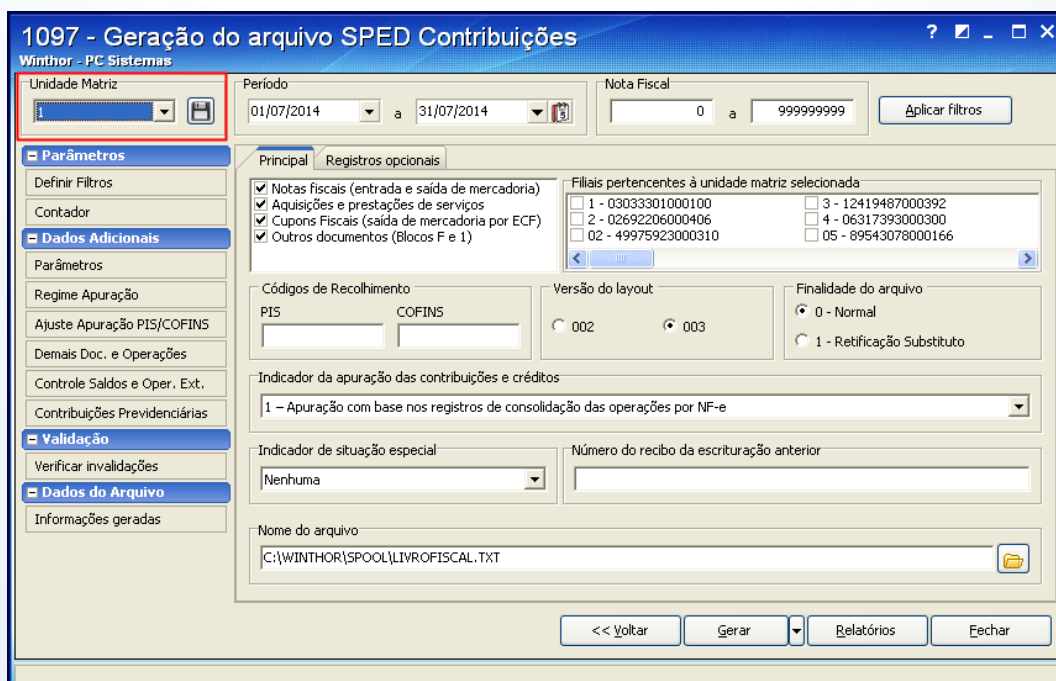 1097 - Geração do arquivo SPED Contribuições
Winthor - PC Sistemas
Unidade Matriz
1
Período
01/07/2014 a 31/07/2014
Nota Fiscal
0 a 999999999
Aplicar filtros
Parâmetros
Definir Filtros
Contador
Dados Adicionais
Parâmetros
Regime Apuração
Ajuste Apuração PIS/COFINS
Demais Doc. e Operações
Controle Saldos e Oper. Ext.
Contribuições Previdenciárias
Validação
Verificar invalidações
Dados do Arquivo
Informações geradas
Principal
Registros opcionais
Notas fiscais (entrada e saída de mercadoria)
Aquisições e prestações de serviços
Cupons Fiscais (saída de mercadoria por ECF)
Outros documentos (Blocos F e 1)
Filiais pertencentes à unidade matriz selecionada
1 - 03033301000100
2 - 02692206000406
02 - 49975923000310
3 - 12419487000392
4 - 06317393000300
05 - 89543078000166
Códigos de Recolhimento
PIS
COFINS
Versão do layout
002
003
Finalidade do arquivo
0 - Normal
1 - Retificação Substituto
Indicador da apuração das contribuições e créditos
1 – Apuração com base nos registros de consolidação das operações por NF-e
Indicador de situação especial
Nenhuma
Número do recibo da escrituração anterior
Nome do arquivo
C:\WINTHOR\SPOOL\LIVROFISCAL.TXT
<< Voltar
Gerar
Relatórios
Fechar